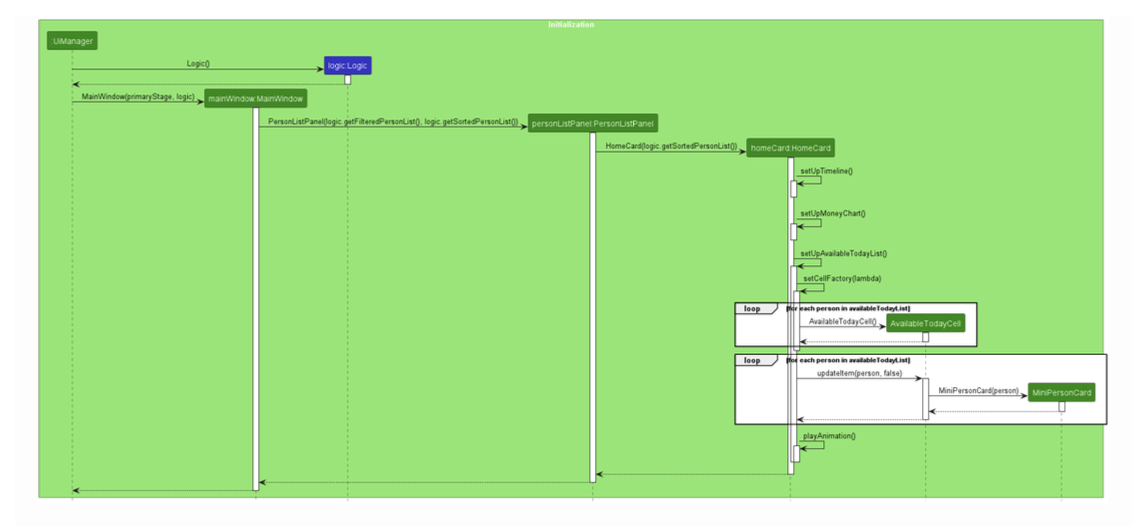 Initialization
:UiManager
Logic()
logic:Logic
MainWindow(primaryStage, logic)
mainWindow:MainWindow
PersonListPanel(logic.getFilteredPersonList(), logic.getSortedPersonList())
personListPanel:PersonListPanel
HomeCard(logic.getSortedPersonList())
homeCard:HomeCard
setUpTimeline()
setUpMoneyChart()
setUpAvailableTodayList()
setCellFactory(lambda)
loop
[for each person in availableTodayList]
AvailableTodayCell()
AvailableTodayCell
loop
[for each person in availableTodayList]
updateItem(person, false)
MiniPersonCard(person)
MiniPersonCard
playAnimation()